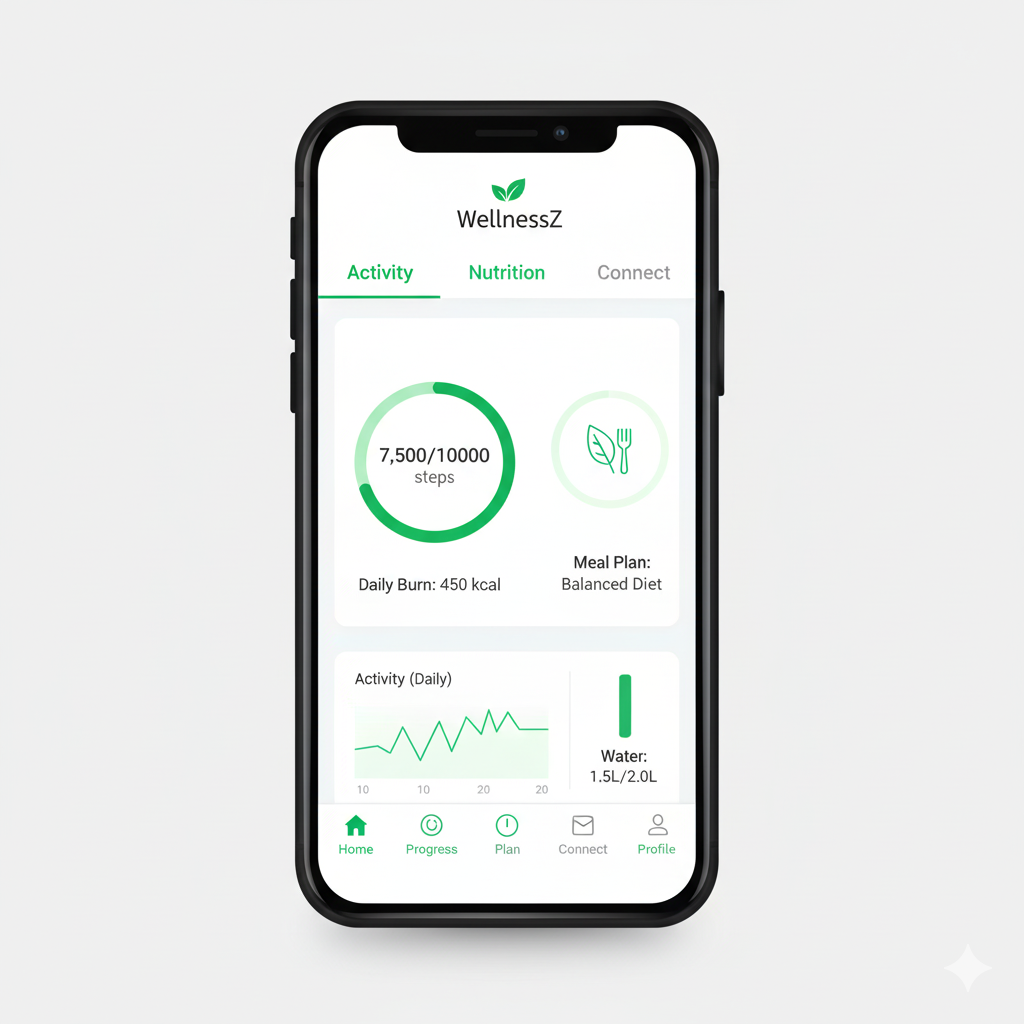 WellnessZ
Activity Nutrition Connect
7,500/10000
steps
Daily Burn: 450 kcal
Meal Plan:
Balanced Diet
Activity (Daily)
10 10 20 20
Water:
1.5L/2.0L
Home Progress Plan Connect Profile